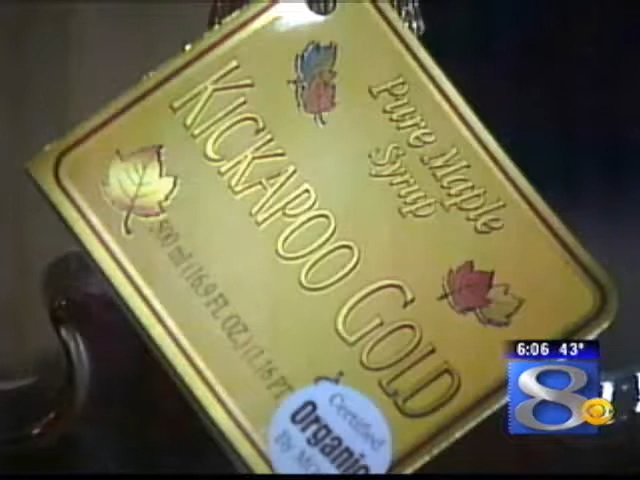 Pure Maple
Syrup
KICKAPOO GOLD
500 ml (16.9 FL OZ.) (1.16 PT
Certified
Organic
By
6:06 43°
8